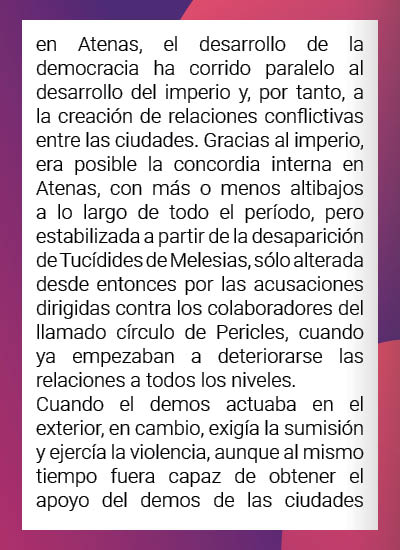 en Atenas, el desarrollo de la
democracia ha corrido paralelo al
desarrollo del imperio y, por tanto, a
la creación de relaciones conflictivas
entre las ciudades. Gracias al imperio,
era posible la concordia interna en
Atenas, con más o menos altibajos
a lo largo de todo el período, pero
estabilizada a partir de la desaparición
de Tucídides de Melesias, sólo alterada
desde entonces por las acusaciones
dirigidas contra los colaboradores del
llamado círculo de Pericles, cuando
ya empezaban a deteriorarse las
relaciones a todos los niveles.
Cuando el demos actuaba en el
exterior, en cambio, exigía la sumisión
y ejercía la violencia, aunque al mismo
tiempo fuera capaz de obtener el
apoyo del demos de las ciudades